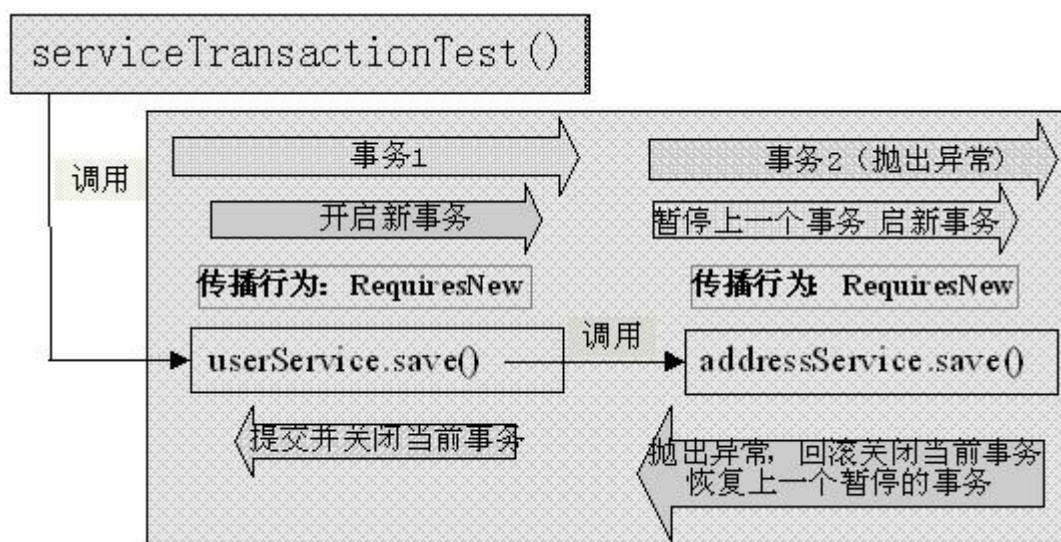 serviceTransactionTest()
调用
事务1
事务2（抛出异常）
开启新事务
暂停上一个事务 启新事务
传播行为: RequiresNew
传播行为: RequiresNew
调用
userService.save()
addressService.save()
提交并关闭当前事务
抛出异常，回滚关闭当前事务
恢复上一个暂停的事务